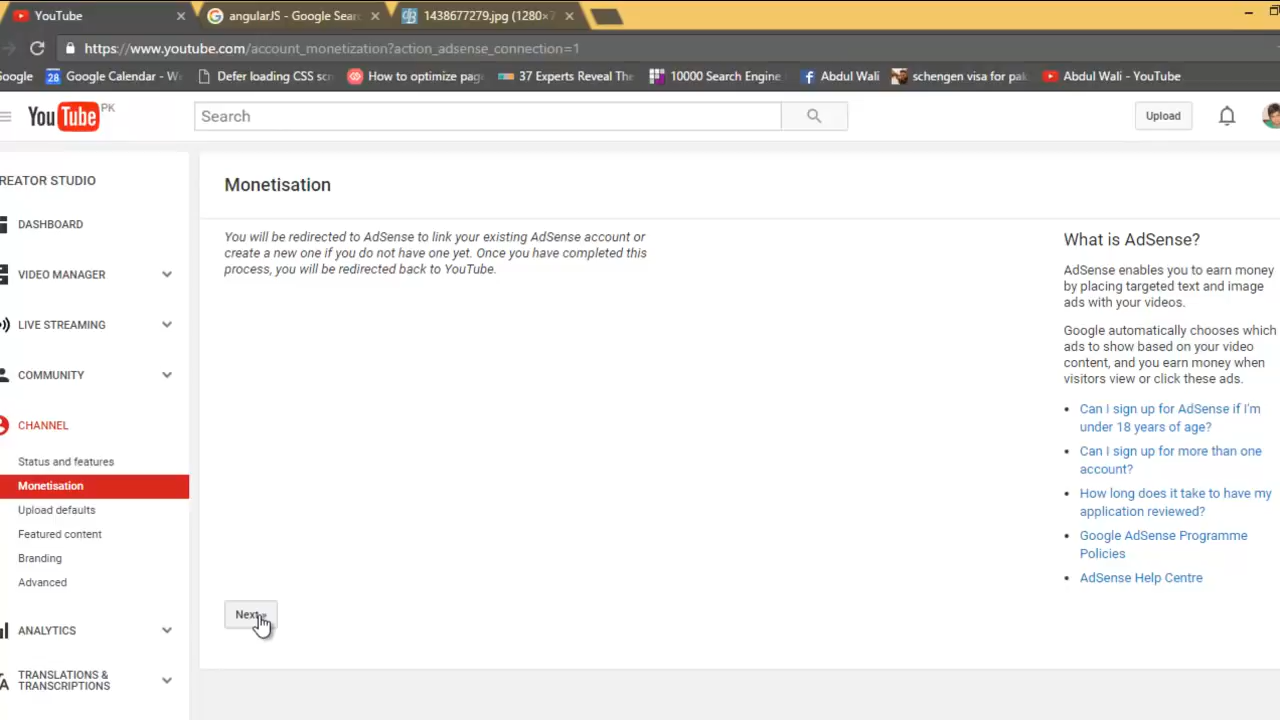 YouTube
angularJS - Google Sear
1438677279.jpg (1280×7
https://www.youtube.com/account_monetization?action_adsense_connection=1
Google
28
Google Calendar - W
Defer loading CSS scr
How to optimize pag
37 Experts Reveal The
10000 Search Engine
Abdul Wali
schengen visa for pak
Abdul Wali - YouTube
YouTube PK
Search
Upload
REATOR STUDIO
DASHBOARD
VIDEO MANAGER
LIVE STREAMING
COMMUNITY
CHANNEL
Status and features
Monetisation
Upload defaults
Featured content
Branding
Advanced
ANALYTICS
TRANSLATIONS &
TRANSCRIPTIONS
Monetisation
You will be redirected to AdSense to link your existing AdSense account or
create a new one if you do not have one yet. Once you have completed this
process, you will be redirected back to YouTube.
Next
What is AdSense?
AdSense enables you to earn money
by placing targeted text and image
ads with your videos.
Google automatically chooses which
ads to show based on your video
content, and you earn money when
visitors view or click these ads.
Can I sign up for AdSense if I'm
under 18 years of age?
Can I sign up for more than one
account?
How long does it take to have my
application reviewed?
Google AdSense Programme
Policies
AdSense Help Centre